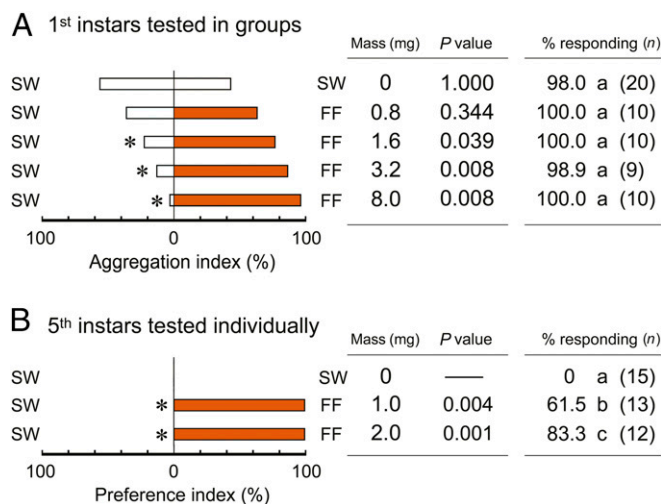 A 1st instars tested in groups
Mass (mg) P value % responding (n)
SW SW 0 1.000 98.0 a (20)
SW FF 0.8 0.344 100.0 a (10)
SW * FF 1.6 0.039 100.0 a (10)
SW * FF 3.2 0.008 98.9 a (9)
SW * FF 8.0 0.008 100.0 a (10)
100 0 100
Aggregation index (%)
B 5th instars tested individually
Mass (mg) P value % responding (n)
SW SW 0 — 0 a (15)
SW * FF 1.0 0.004 61.5 b (13)
SW * FF 2.0 0.001 83.3 c (12)
100 0 100
Preference index (%)